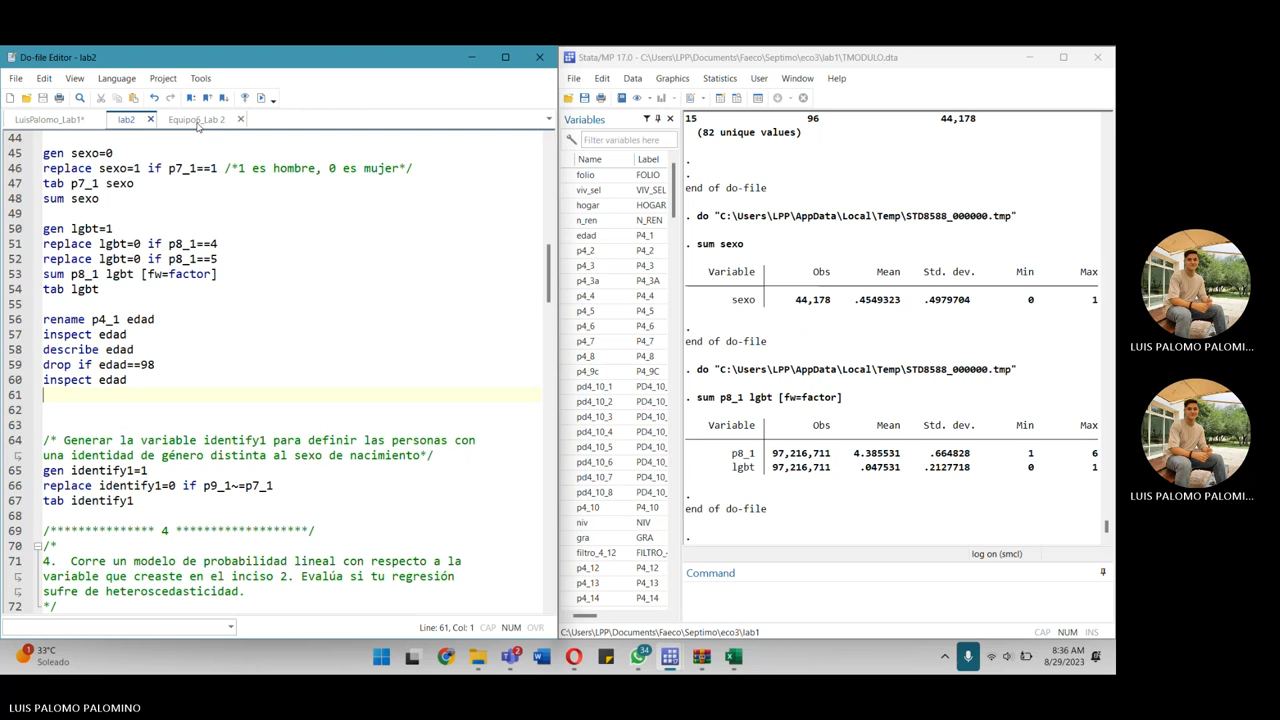 Do-file Editor - lab2
File Edit View Language Project Tools
LuisPalomo_Lab1* lab2 Equipo5_Lab 2
44
45 gen sexo=0
46 replace sexo=1 if p7_1==1 /*1 es hombre, 0 es mujer*/
47 tab p7_1 sexo
48 sum sexo
49
50 gen lgbt=1
51 replace lgbt=0 if p8_1==4
52 replace lgbt=0 if p8_1==5
53 sum p8_1 lgbt [fw=factor]
54 tab lgbt
55
56 rename p4_1 edad
57 inspect edad
58 describe edad
59 drop if edad==98
60 inspect edad
61
62
63
64 /* Generar la variable identify1 para definir las personas con
una identidad de género distinta al sexo de nacimiento*/
65 gen identify1=1
66 replace identify1=0 if p9_1~=p7_1
67 tab identify1
68
69 /*************** 4 *******************/
70 /*
71 4. Corre un modelo de probabilidad lineal con respecto a la
variable que creaste en el inciso 2. Evalúa si tu regresión
sufre de heteroscedasticidad.
72 */
Line: 61, Col: 1 CAP NUM OVR
Stata/MP 17.0 - C:\Users\LPP\Documents\Faeco\Septimo\eco3\lab1\TMODULO.dta
File Edit Data Graphics Statistics User Window Help
Variables
Filter variables here
Name Label
folio FOLIO
viv_sel VIV_SEL
hogar HOGAR
n_ren N_REN
edad P4_1
p4_2 P4_2
p4_3 P4_3
p4_3a P4_3A
p4_4 P4_4
p4_5 P4_5
p4_6 P4_6
p4_7 P4_7
p4_8 P4_8
p4_9c P4_9C
pd4_10_1 PD4_10_
pd4_10_2 PD4_10_
pd4_10_3 PD4_10_
pd4_10_4 PD4_10_
pd4_10_5 PD4_10_
pd4_10_6 PD4_10_
pd4_10_7 PD4_10_
pd4_10_8 PD4_10_
p4_10 P4_10
niv NIV
gra GRA
filtro_4_12 FILTRO_
p4_12 P4_12
p4_13 P4_13
p4_14 P4_14
15 96 44,178
(82 unique values)
.
.
end of do-file
. do "C:\Users\LPP\AppData\Local\Temp\STD8588_000000.tmp"
. sum sexo
Variable Obs Mean Std. dev. Min Max
sexo 44,178 .4549323 .4979704 0 1
.
end of do-file
. do "C:\Users\LPP\AppData\Local\Temp\STD8588_000000.tmp"
. sum p8_1 lgbt [fw=factor]
Variable Obs Mean Std. dev. Min Max
p8_1 97,216,711 4.385531 .664828 1 6
lgbt 97,216,711 .047531 .2127718 0 1
.
end of do-file
.
log on (smcl)
Command
C:\Users\LPP\Documents\Faeco\Septimo\eco3\lab1 CAP NUM INS
1
33°C
Soleado
34
8:36 AM
8/29/2023
LUIS PALOMO PALOMI...
LUIS PALOMO PALOMI...
LUIS PALOMO PALOMINO